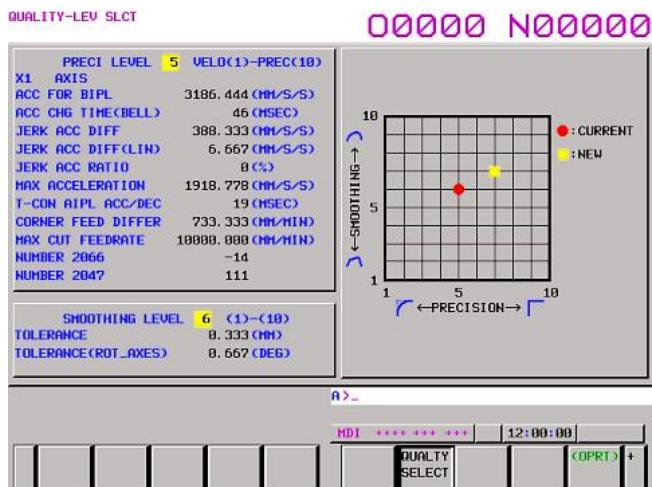 QUALITY-LEV SLCT
O0000 N00000
PRECI LEVEL 5 VELO(1)-PREC(10)
X1 AXIS
ACC FOR BIPL 3186.444(MM/S/S)
ACC CHG TIME(BELL) 46(MSEC)
JERK ACC DIFF 388.333(MM/S/S)
JERK ACC DIFF(LIN) 6.667(MM/S/S)
JERK ACC RATIO 0(%)
MAX ACCELERATION 1918.778(MM/S/S)
T-CON AIPL ACC/DEC 19(MSEC)
CORNER FEED DIFFER 733.333(MM/MIN)
MAX CUT FEEDRATE 10000.000(MM/MIN)
NUMBER 2066 -14
NUMBER 2047 111
SMOOTHING LEVEL 6 (1)-(10)
TOLERANCE 0.333(MM)
TOLERANCE(ROT_AXES) 0.667(DEG)
10
5
1
←SMOOTHING→
1 5 10
←PRECISION→
:CURRENT
:NEW
A>_
MDI ++++ +++ +++ 12:00:00
QUALTY
SELECT
(OPRT) +